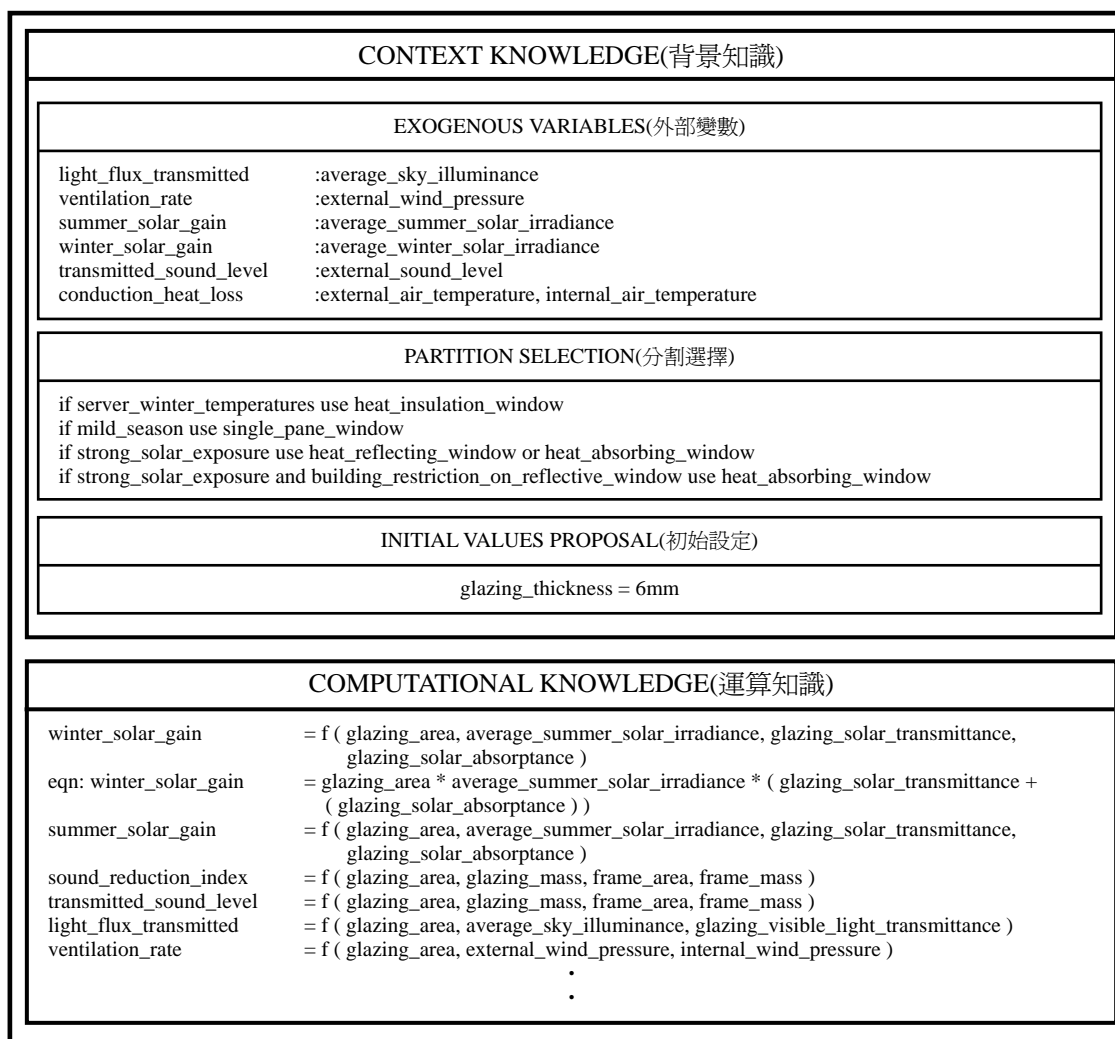 CONTEXT KNOWLEDGE(背景知識)
EXOGENOUS VARIABLES(外部變數)
light_flux_transmitted :average_sky_illuminance
ventilation_rate :external_wind_pressure
summer_solar_gain :average_summer_solar_irradiance
winter_solar_gain :average_winter_solar_irradiance
transmitted_sound_level :external_sound_level
conduction_heat_loss :external_air_temperature, internal_air_temperature
PARTITION SELECTION(分割選擇)
if server_winter_temperatures use heat_insulation_window
if mild_season use single_pane_window
if strong_solar_exposure use heat_reflecting_window or heat_absorbing_window
if strong_solar_exposure and building_restriction_on_reflective_window use heat_absorbing_window
INITIAL VALUES PROPOSAL(初始設定)
glazing_thickness = 6mm
COMPUTATIONAL KNOWLEDGE(運算知識)
winter_solar_gain = f ( glazing_area, average_summer_solar_irradiance, glazing_solar_transmittance,
glazing_solar_absorptance )
eqn: winter_solar_gain = glazing_area * average_summer_solar_irradiance * ( glazing_solar_transmittance +
( glazing_solar_absorptance ) )
summer_solar_gain = f ( glazing_area, average_summer_solar_irradiance, glazing_solar_transmittance,
glazing_solar_absorptance )
sound_reduction_index = f ( glazing_area, glazing_mass, frame_area, frame_mass )
transmitted_sound_level = f ( glazing_area, glazing_mass, frame_area, frame_mass )
light_flux_transmitted = f ( glazing_area, average_sky_illuminance, glazing_visible_light_transmittance )
ventilation_rate = f ( glazing_area, external_wind_pressure, internal_wind_pressure )